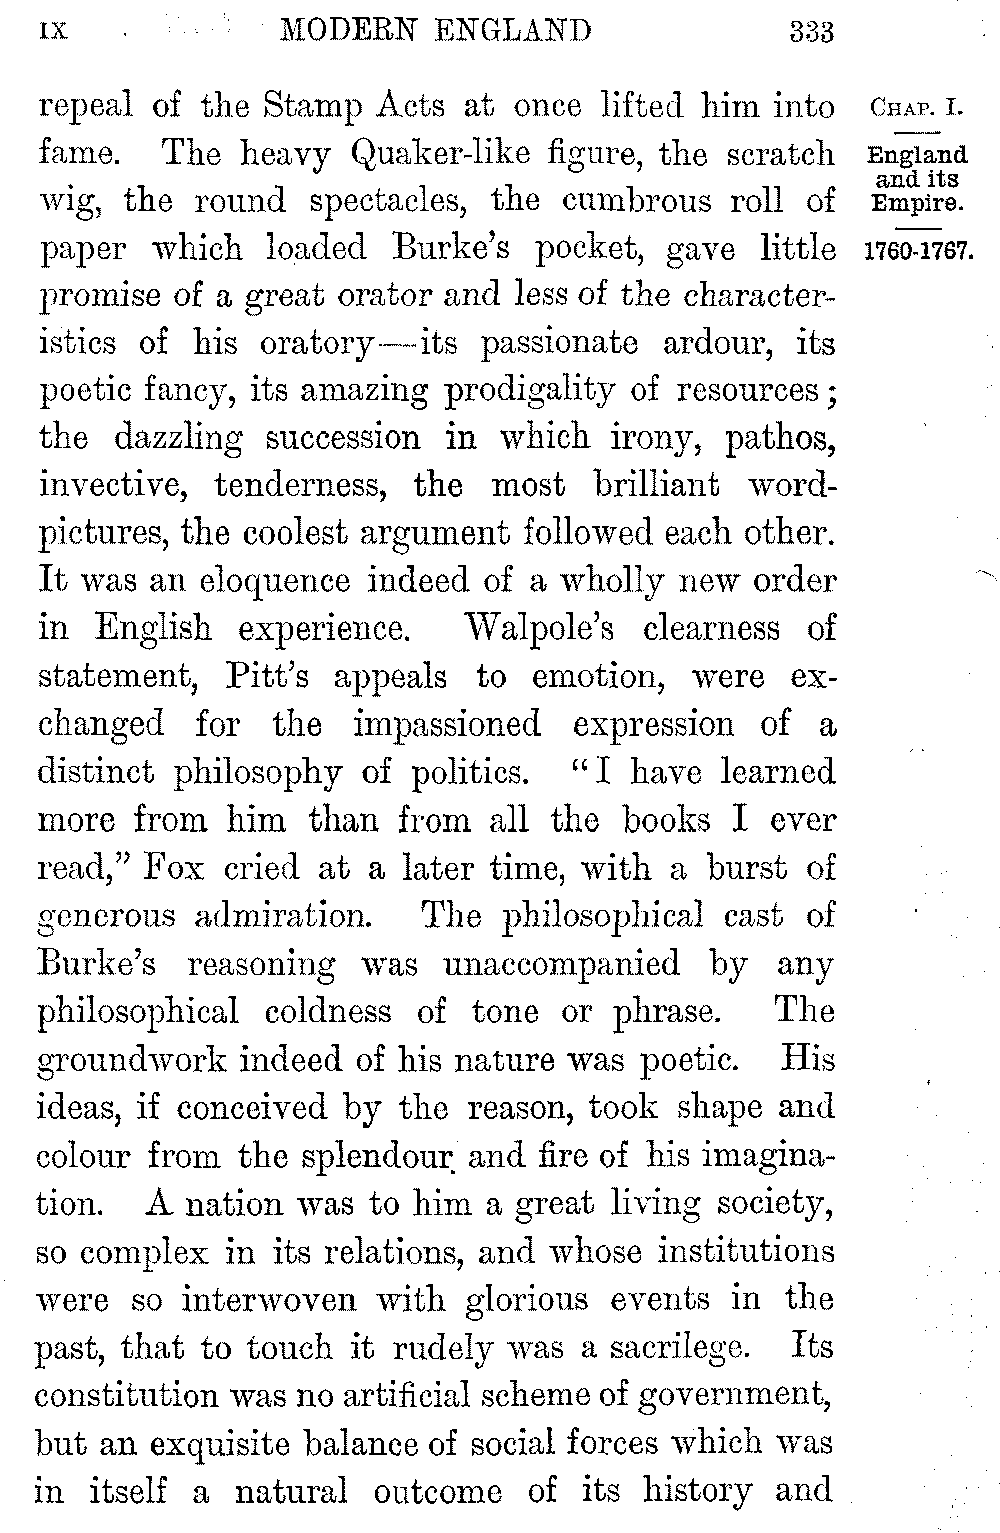 IX MODERN ENGLAND 333
repeal of the Stamp Acts at once lifted him into
fame. The heavy Quaker-like figure, the scratch
wig, the round spectacles, the cumbrous roll of
paper which loaded Burke's pocket, gave little
promise of a great orator and less of the character-
istics of his oratory—its passionate ardour, its
poetic fancy, its amazing prodigality of resources;
the dazzling succession in which irony, pathos,
invective, tenderness, the most brilliant word-
pictures, the coolest argument followed each other.
It was an eloquence indeed of a wholly new order
in English experience. Walpole's clearness of
statement, Pitt's appeals to emotion, were ex-
changed for the impassioned expression of a
distinct philosophy of politics. "I have learned
more from him than from all the books I ever
read," Fox cried at a later time, with a burst of
generous admiration. The philosophical cast of
Burke's reasoning was unaccompanied by any
philosophical coldness of tone or phrase. The
groundwork indeed of his nature was poetic. His
ideas, if conceived by the reason, took shape and
colour from the splendour and fire of his imagina-
tion. A nation was to him a great living society,
so complex in its relations, and whose institutions
were so interwoven with glorious events in the
past, that to touch it rudely was a sacrilege. Its
constitution was no artificial scheme of government,
but an exquisite balance of social forces which was
in itself a natural outcome of its history and
CHAP. I.
England
and its
Empire.
1760-1767.